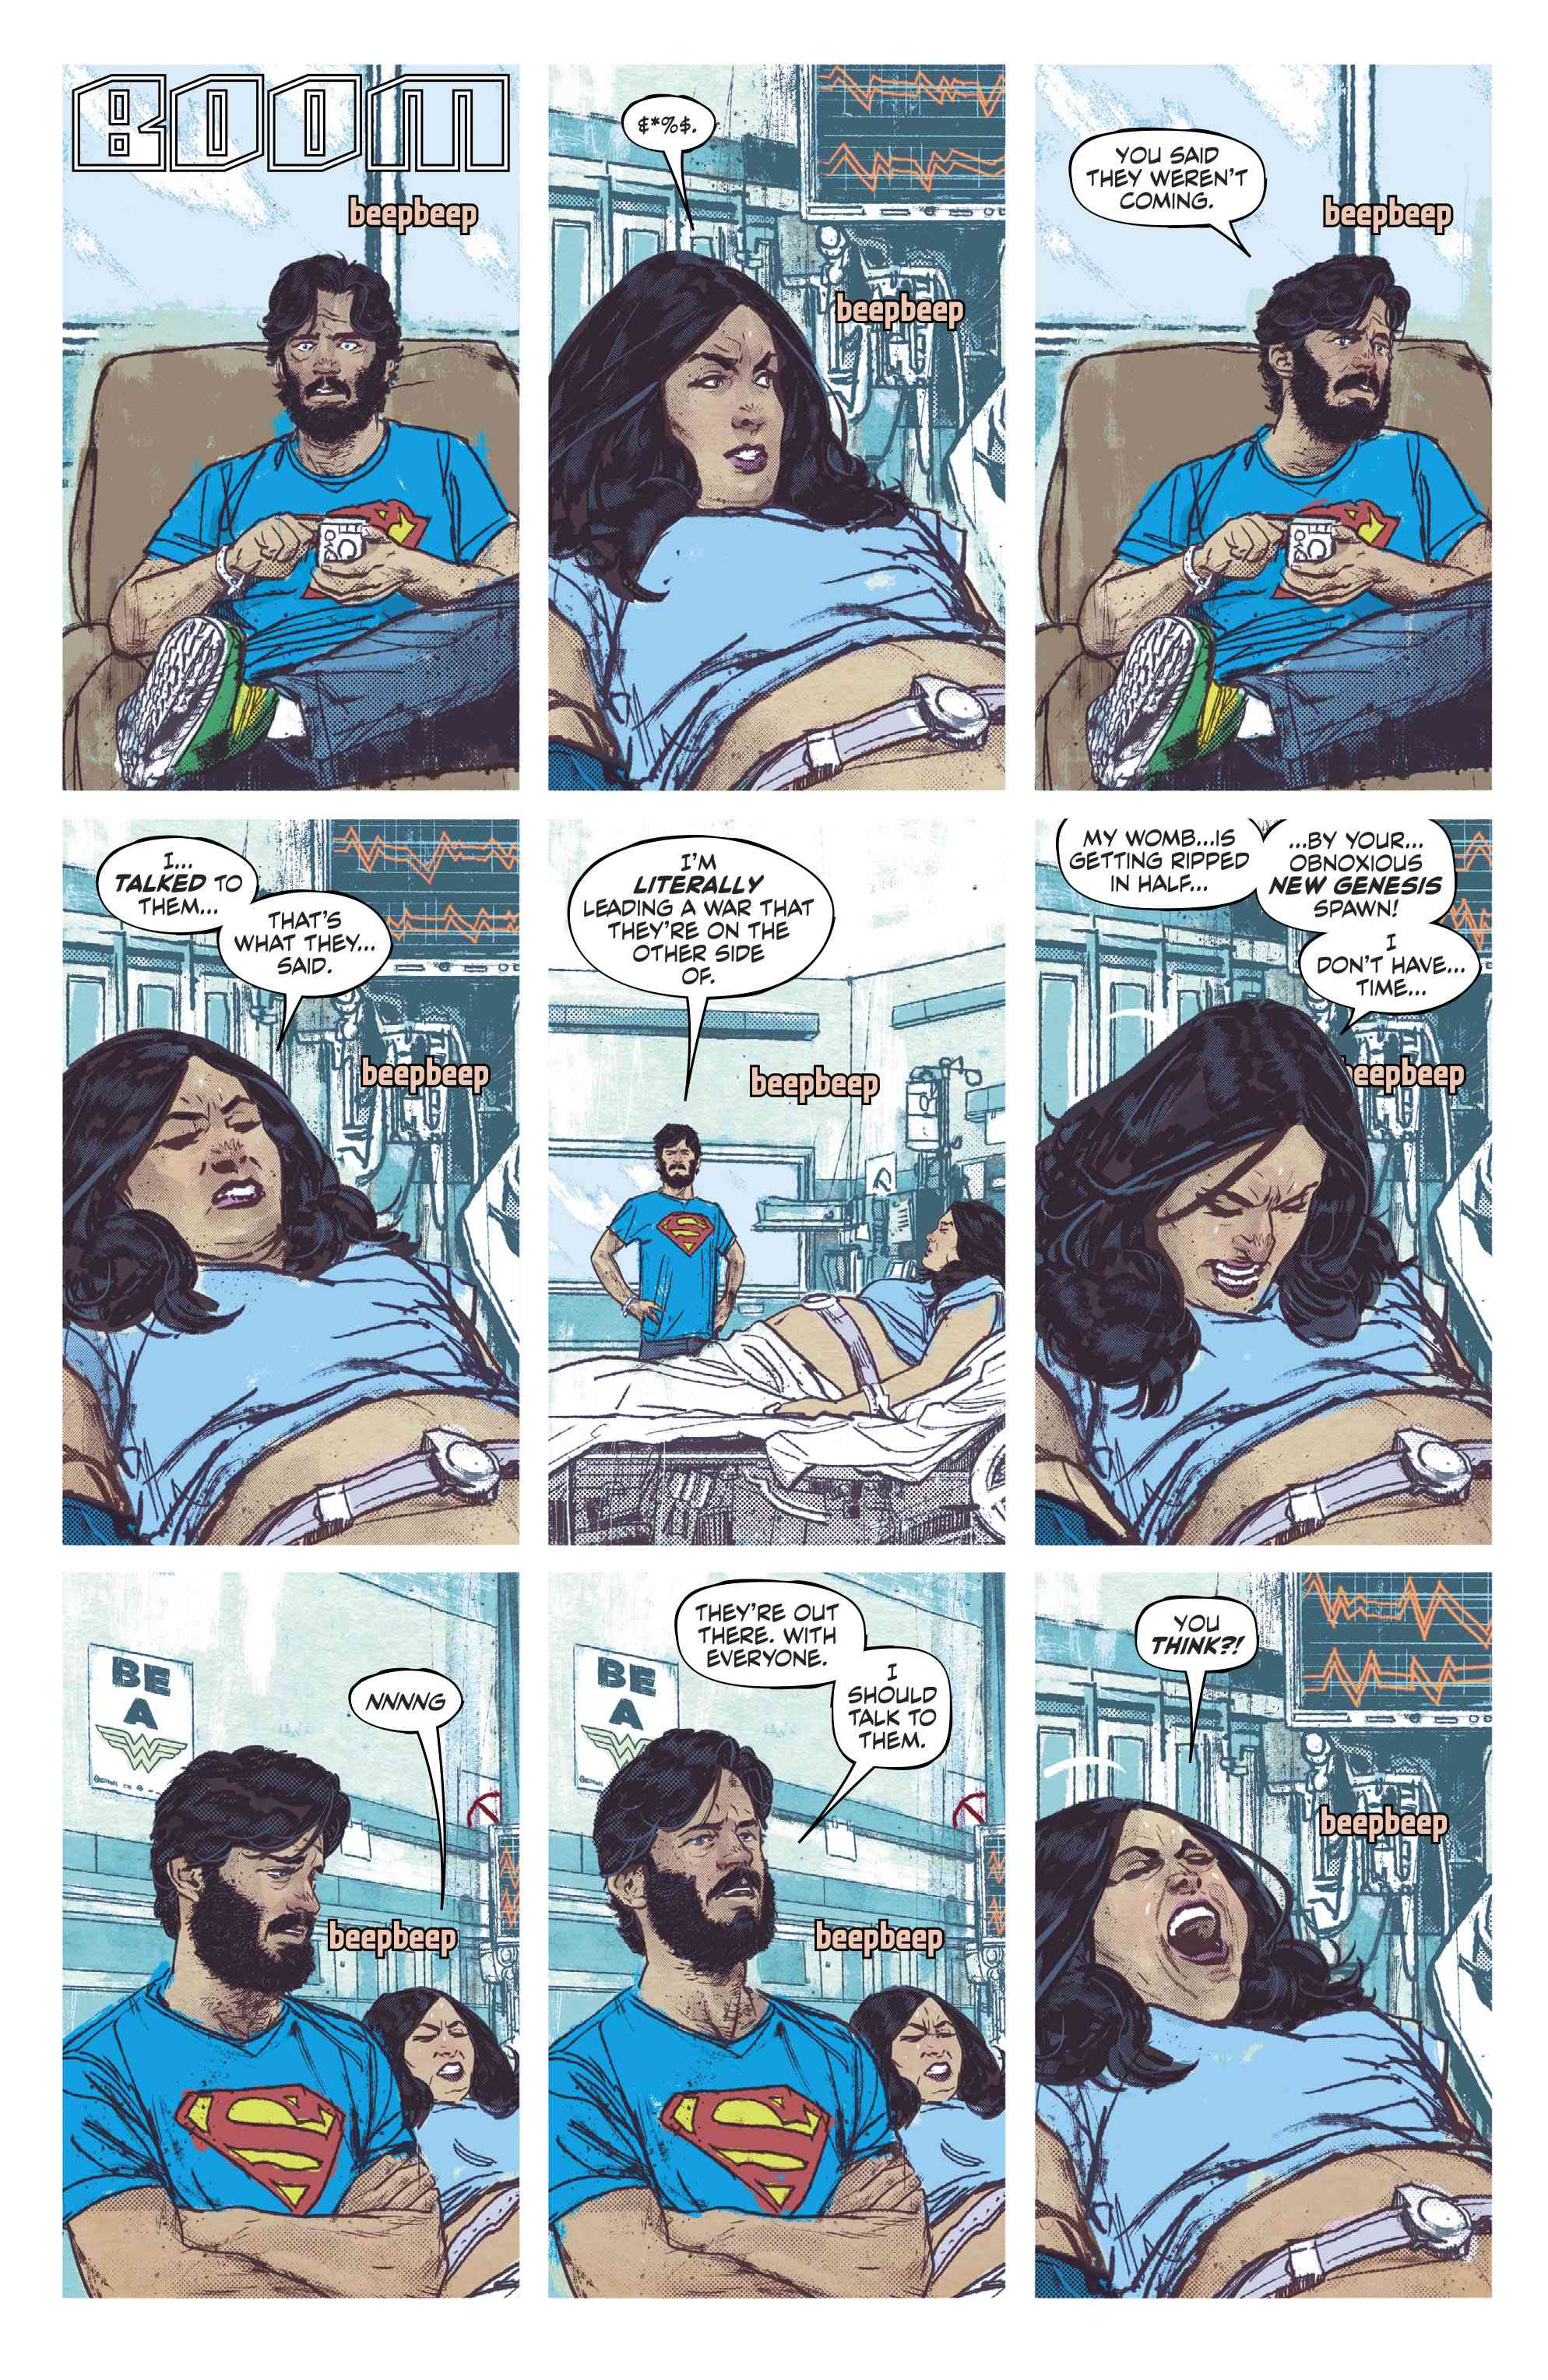 BOOM
beepbeep
$*%$.
beepbeep
YOU SAID
THEY WEREN'T
COMING.
beepbeep
I...
TALKED TO
THEM...
THAT'S
WHAT THEY...
SAID.
beepbeep
I'M
LITERALLY
LEADING A WAR THAT
THEY'RE ON THE
OTHER SIDE
OF.
beepbeep
MY WOMB...IS
GETTING RIPPED
IN HALF...
...BY YOUR...
OBNOXIOUS
NEW GENESIS
SPAWN!
I
DON'T HAVE...
TIME...
beepbeep
BE
A
W
NNNNG
beepbeep
S
BE
A
W
THEY'RE OUT
THERE. WITH
EVERYONE.
I
SHOULD
TALK TO
THEM.
beepbeep
S
YOU
THINK?!
beepbeep